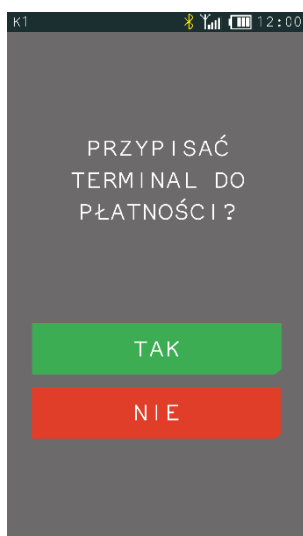 K1 12:00
PRZYPISAĆ
TERMINAL DO
PŁATNOŚCI?
TAK
NIE